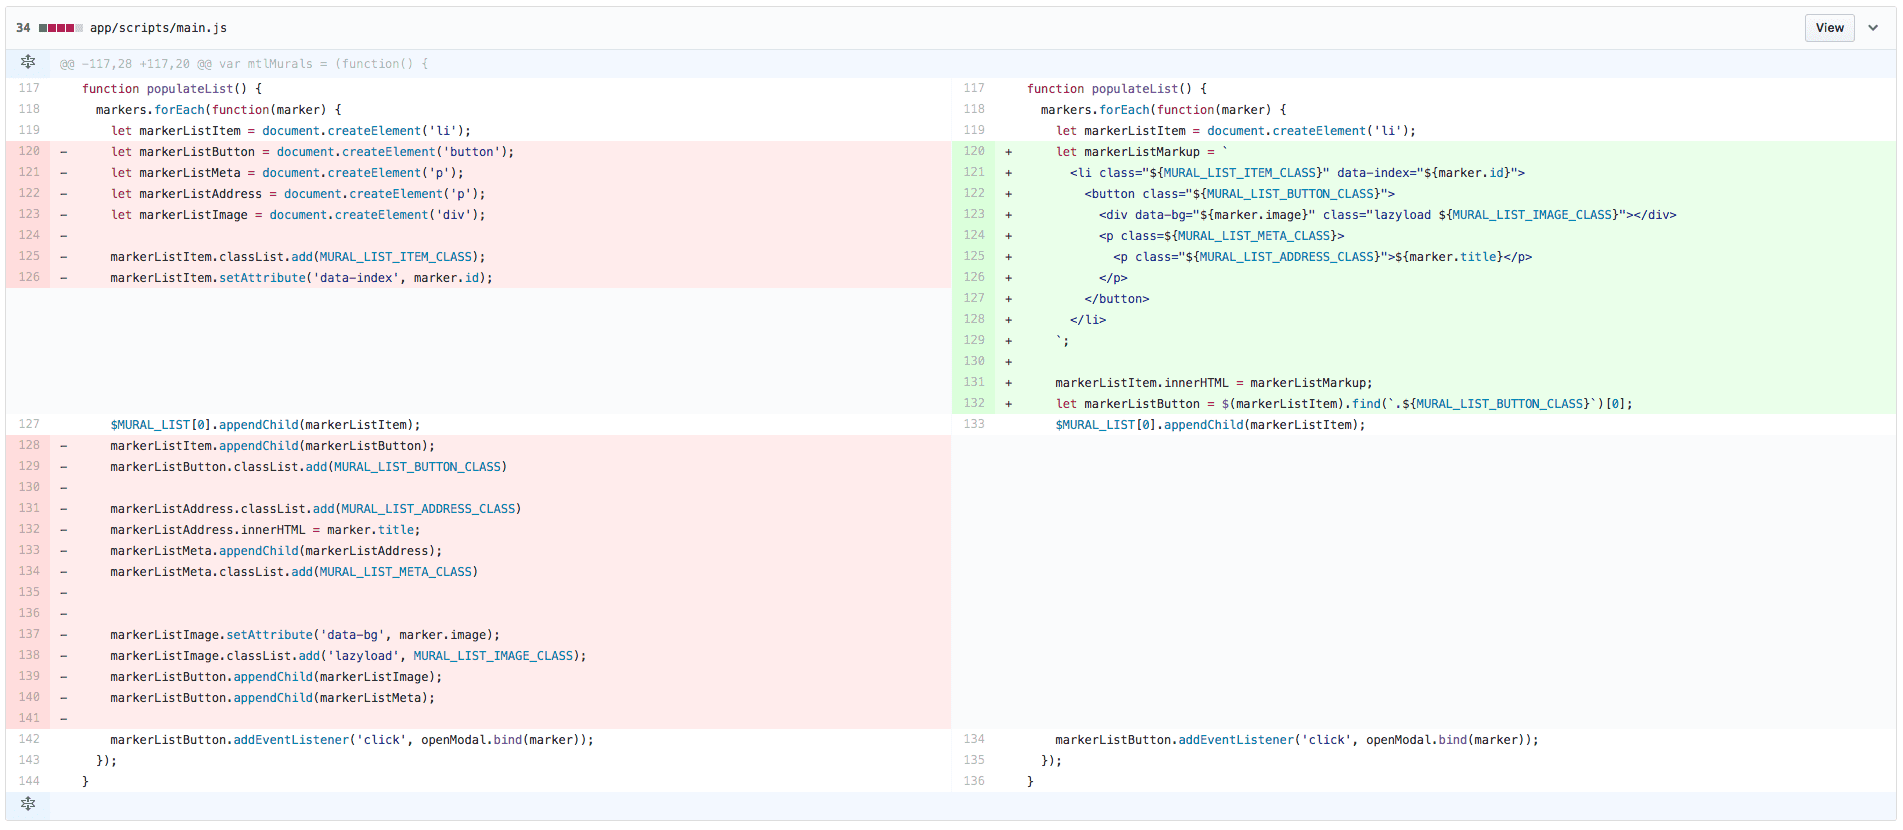 34 app/scripts/main.js View
@@ -117,28 +117,20 @@ var mtlMurals = (function() {
117 function populateList() {
118 markers.forEach(function(marker) {
119 let markerListItem = document.createElement('li');
120 - let markerListButton = document.createElement('button');
121 - let markerListMeta = document.createElement('p');
122 - let markerListAddress = document.createElement('p');
123 - let markerListImage = document.createElement('div');
124 -
125 - markerListItem.classList.add(MURAL_LIST_ITEM_CLASS);
126 - markerListItem.setAttribute('data-index', marker.id);
127 $MURAL_LIST[0].appendChild(markerListItem);
128 - markerListItem.appendChild(markerListButton);
129 - markerListButton.classList.add(MURAL_LIST_BUTTON_CLASS)
130 -
131 - markerListAddress.classList.add(MURAL_LIST_ADDRESS_CLASS)
132 - markerListAddress.innerHTML = marker.title;
133 - markerListMeta.appendChild(markerListAddress);
134 - markerListMeta.classList.add(MURAL_LIST_META_CLASS)
135 -
136 -
137 - markerListImage.setAttribute('data-bg', marker.image);
138 - markerListImage.classList.add('lazyload', MURAL_LIST_IMAGE_CLASS);
139 - markerListButton.appendChild(markerListImage);
140 - markerListButton.appendChild(markerListMeta);
141 -
142 markerListButton.addEventListener('click', openModal.bind(marker));
143 });
144 }
117 function populateList() {
118 markers.forEach(function(marker) {
119 let markerListItem = document.createElement('li');
120 + let markerListMarkup = `
121 + <li class="${MURAL_LIST_ITEM_CLASS}" data-index="${marker.id}">
122 + <button class="${MURAL_LIST_BUTTON_CLASS}">
123 + <div data-bg="${marker.image}" class="lazyload ${MURAL_LIST_IMAGE_CLASS}"></div>
124 + <p class=${MURAL_LIST_META_CLASS}>
125 + <p class="${MURAL_LIST_ADDRESS_CLASS}">${marker.title}</p>
126 + </p>
127 + </button>
128 + </li>
129 + `;
130 +
131 + markerListItem.innerHTML = markerListMarkup;
132 + let markerListButton = $(markerListItem).find(`.${MURAL_LIST_BUTTON_CLASS}`)[0];
133 $MURAL_LIST[0].appendChild(markerListItem);
134 markerListButton.addEventListener('click', openModal.bind(marker));
135 });
136 }